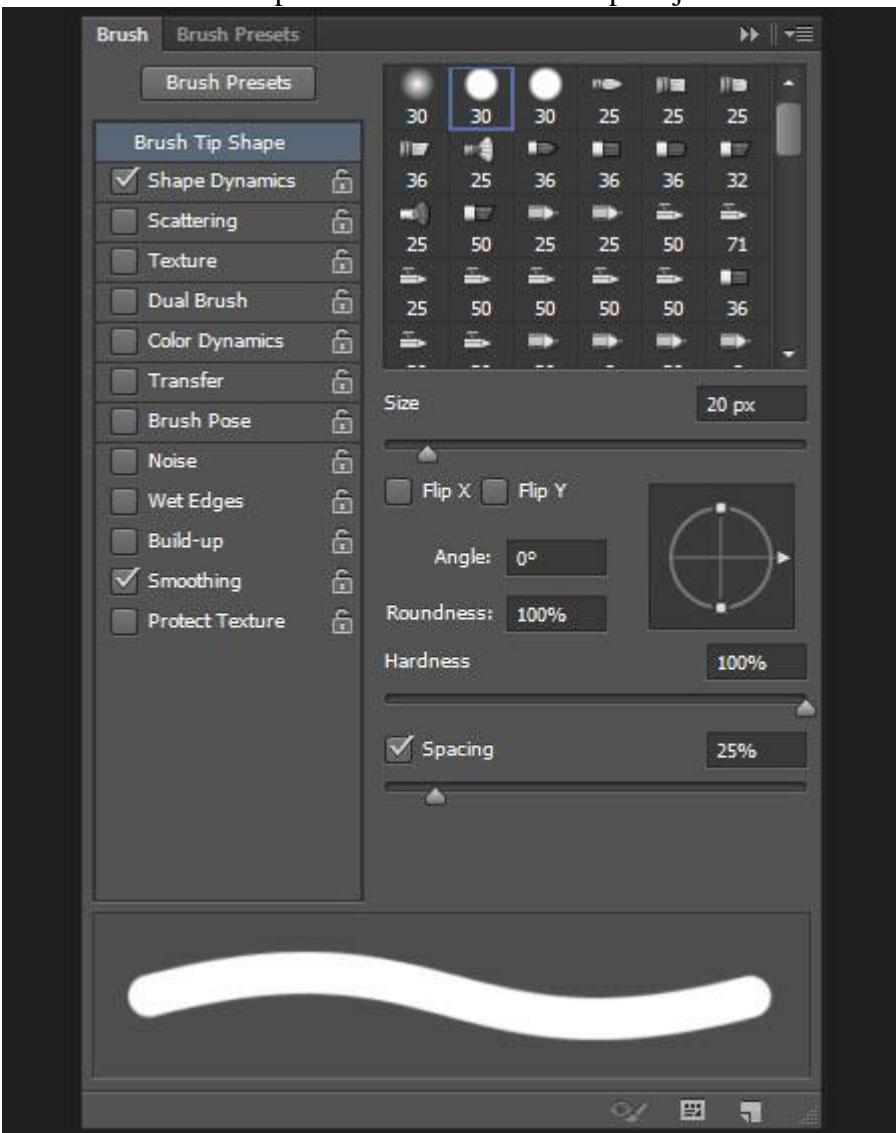 Brush Brush Presets
Brush Presets
Brush Tip Shape
Shape Dynamics
Scattering
Texture
Dual Brush
Color Dynamics
Transfer
Brush Pose
Noise
Wet Edges
Build-up
Smoothing
Protect Texture
30 30 30 25 25 25
36 25 36 36 36 32
25 50 25 25 50 71
25 50 50 50 50 36
Size 20 px
Flip X Flip Y
Angle: 0º
Roundness: 100%
Hardness 100%
Spacing 25%